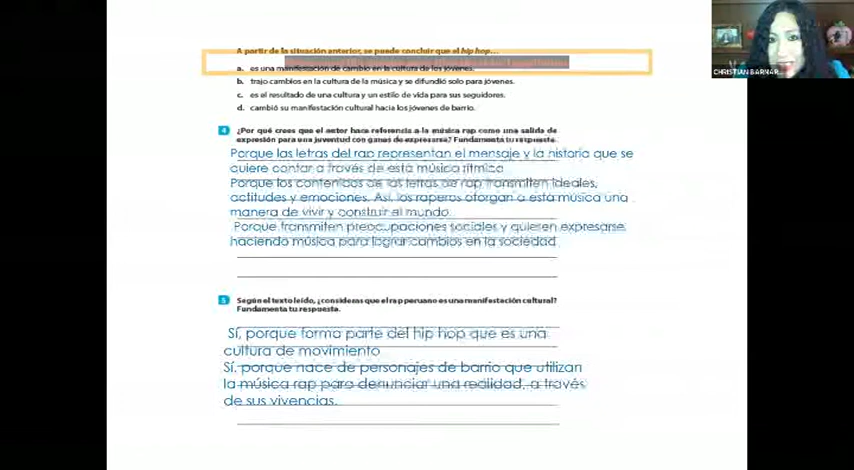 A partir de la situación anterior, se puede concluir que el hip hop...
a. es una manifestación de cambio en la cultura de los jóvenes.
b. trajo cambios en la cultura de la música y se difundió solo para jóvenes.
c. es el resultado de una cultura y un estilo de vida para sus seguidores.
d. cambió su manifestación cultural hacia los jóvenes de barrio.
4 ¿Por qué crees que el autor hace referencia a la música rap como una salida de
expresión para una juventud con ganas de expresarse? Fundamenta tu respuesta.
Porque las letras del rap representan el mensaje y la historia que se
quiere contar a través de esta música rítmica
Porque los contenidos de las letras de rap transmiten ideales,
actitudes y emociones. Así, los raperos otorgan a esta música una
manera de vivir y construir el mundo.
Porque transmiten preocupaciones sociales y quieren expresarse
haciendo música para lograr cambios en la sociedad
5 Según el texto leído, ¿consideras que el rap peruano es una manifestación cultural?
Fundamenta tu respuesta.
Sí, porque forma parte del hip hop que es una
cultura de movimiento
Sí, porque nace de personajes de barrio que utilizan
la música rap para denunciar una realidad, a través
de sus vivencias.
CHRISTIAN BARNAR...